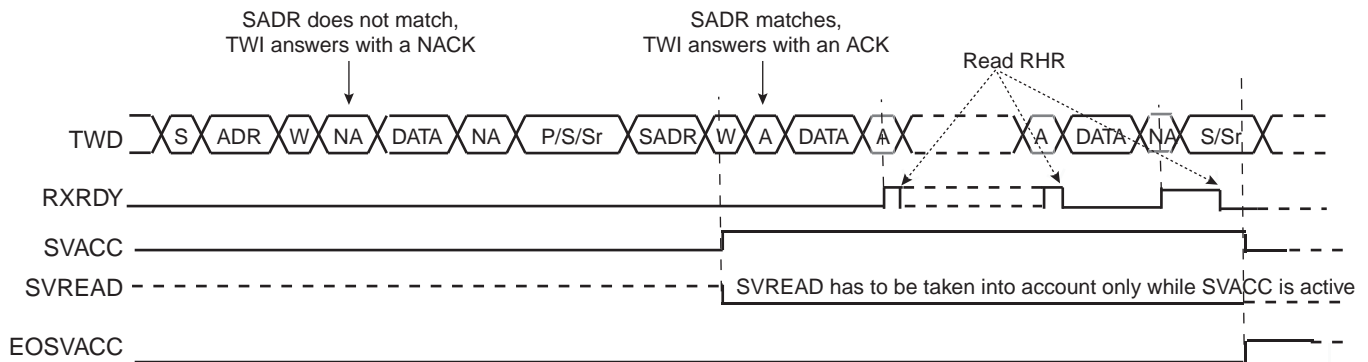 SADR does not match,
TWI answers with a NACK
SADR matches,
TWI answers with an ACK
Read RHR
TWD S ADR W NA DATA NA P/S/Sr SADR W A DATA A A DATA NA S/Sr
RXRDY
SVACC
SVREAD SVREAD has to be taken into account only while SVACC is active
EOSVACC